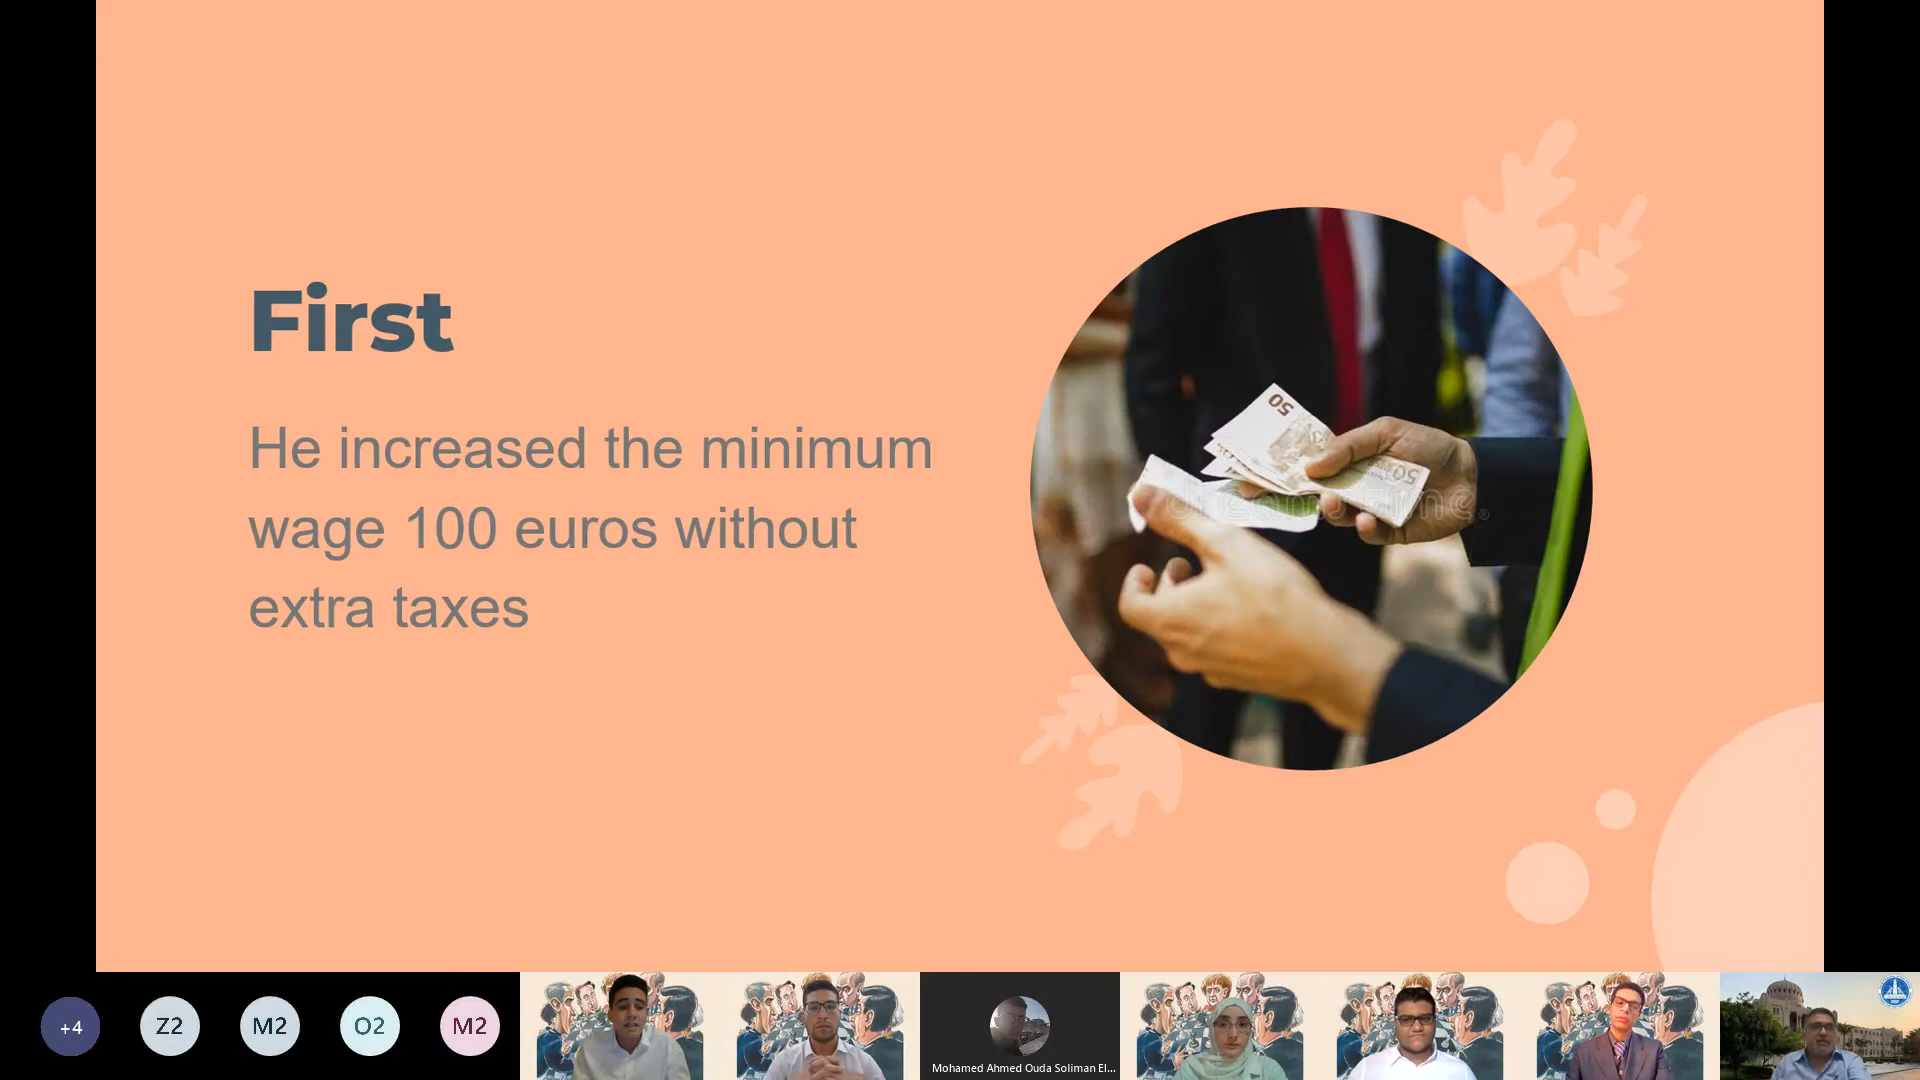 First
He increased the minimum
wage 100 euros without
extra taxes
50
50
+4
Z2
M2
O2
M2
Mohamed Ahmed Ouda Soliman El...